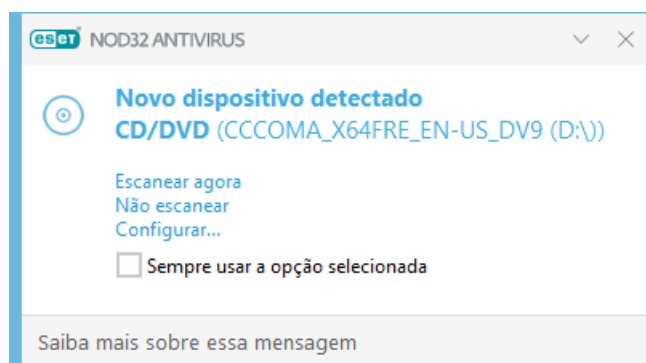 eseT NOD32 ANTIVIRUS
Novo dispositivo detectado
CD/DVD (CCCOMA_X64FRE_EN-US_DV9 (D:\))
Escanear agora
Não escanear
Configurar...
Sempre usar a opção selecionada
Saiba mais sobre essa mensagem